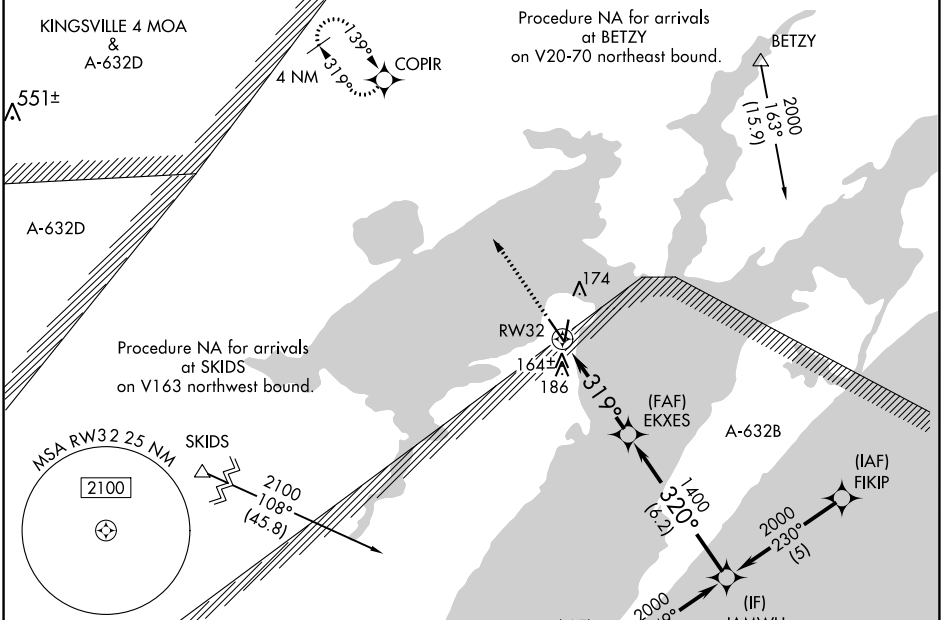 KINGSVILLE 4 MOA
&
A-632D
551±
A-632D
4 NM
139°
319°
COPIR
Procedure NA for arrivals
at BETZY
on V20-70 northeast bound.
BETZY
2000
163°
(15.9)
174
RW32
164±
186
319°
(FAF)
EKXES
A-632B
Procedure NA for arrivals
at SKIDS
on V163 northwest bound.
MSA RW32 25 NM
2100
SKIDS
2100
108°
(45.8)
1400
320°
(6.2)
(IAF)
FIKIP
2000
230°
(5)
2000
(IF)